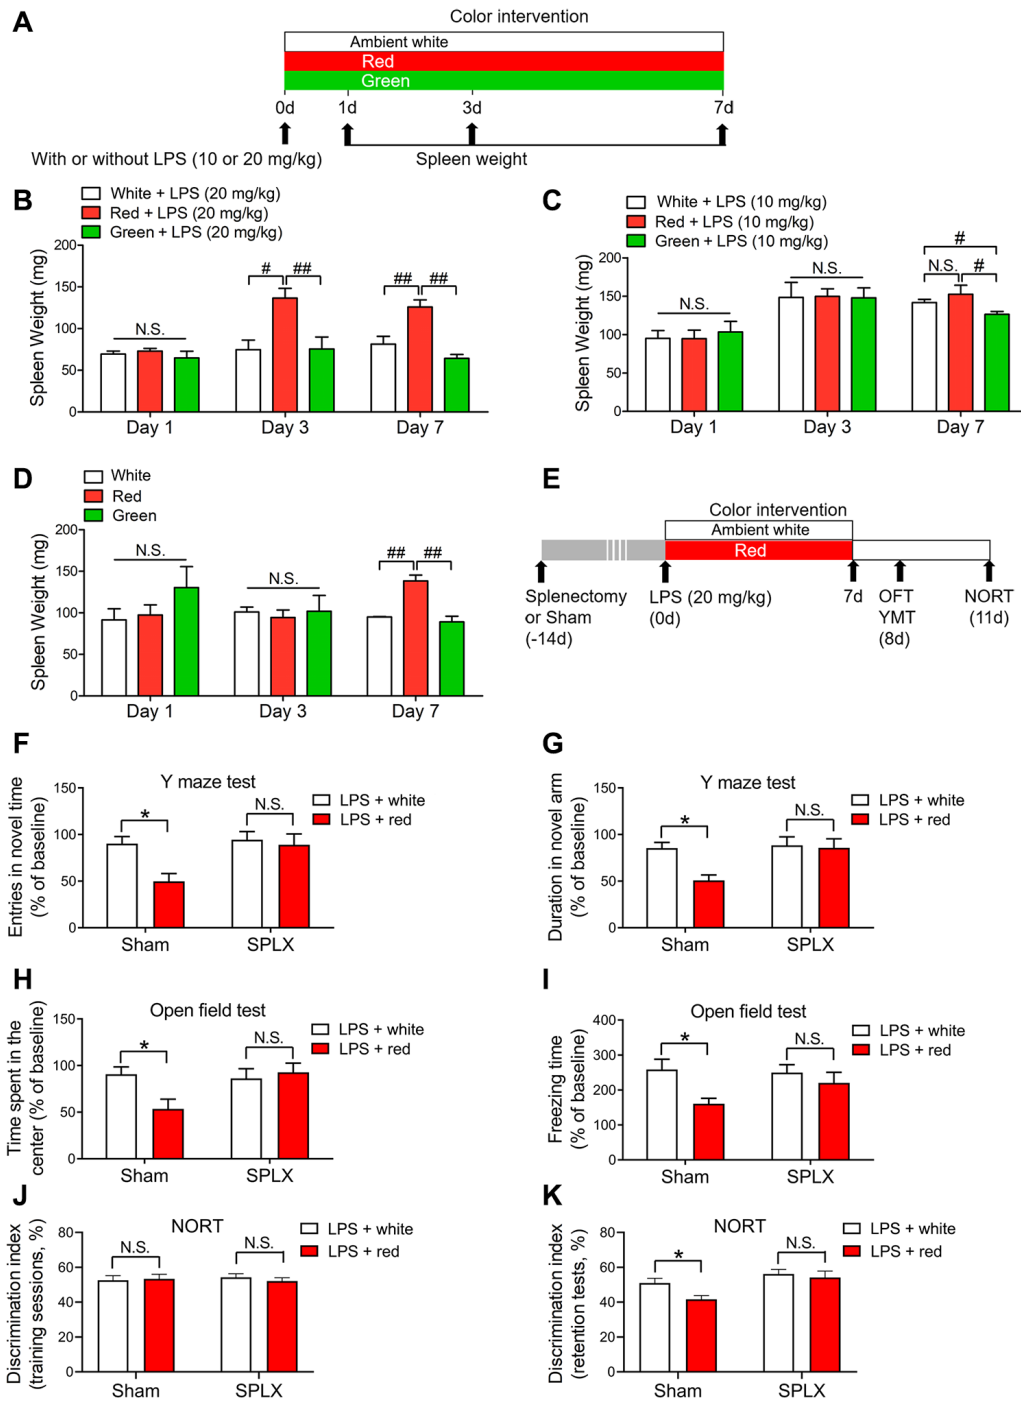 A
Color intervention
Ambient white
Red
Green
0d
1d
3d
7d
With or without LPS (10 or 20 mg/kg)
Spleen weight
B
White + LPS (20 mg/kg)
Red + LPS (20 mg/kg)
Green + LPS (20 mg/kg)
Spleen Weight (mg)
200
150
100
50
0
N.S.
#
##
##
##
Day 1
Day 3
Day 7
C
White + LPS (10 mg/kg)
Red + LPS (10 mg/kg)
Green + LPS (10 mg/kg)
Spleen Weight (mg)
200
150
100
50
0
N.S.
N.S.
#
N.S.
#
Day 1
Day 3
Day 7
D
White
Red
Green
Spleen Weight (mg)
200
150
100
50
0
N.S.
N.S.
##
##
Day 1
Day 3
Day 7
E
Color intervention
Ambient white
Red
Splenectomy
or Sham
(-14d)
LPS (20 mg/kg)
(0d)
7d
OFT
YMT
(8d)
NORT
(11d)
F
Y maze test
Entries in novel time
(% of baseline)
150
100
50
0
*
N.S.
LPS + white
LPS + red
Sham
SPLX
G
Y maze test
Duration in novel arm
(% of baseline)
150
100
50
0
*
N.S.
LPS + white
LPS + red
Sham
SPLX
H
Open field test
Time spent in the
center (% of baseline)
150
100
50
0
*
N.S.
LPS + white
LPS + red
Sham
SPLX
I
Open field test
Freezing time
(% of baseline)
400
300
200
100
0
*
N.S.
LPS + white
LPS + red
Sham
SPLX
J
NORT
Discrimination index
(training sessions, %)
80
60
40
20
0
N.S.
N.S.
LPS + white
LPS + red
Sham
SPLX
K
NORT
Discrimination index
(retention tests, %)
80
60
40
20
0
*
N.S.
LPS + white
LPS + red
Sham
SPLX